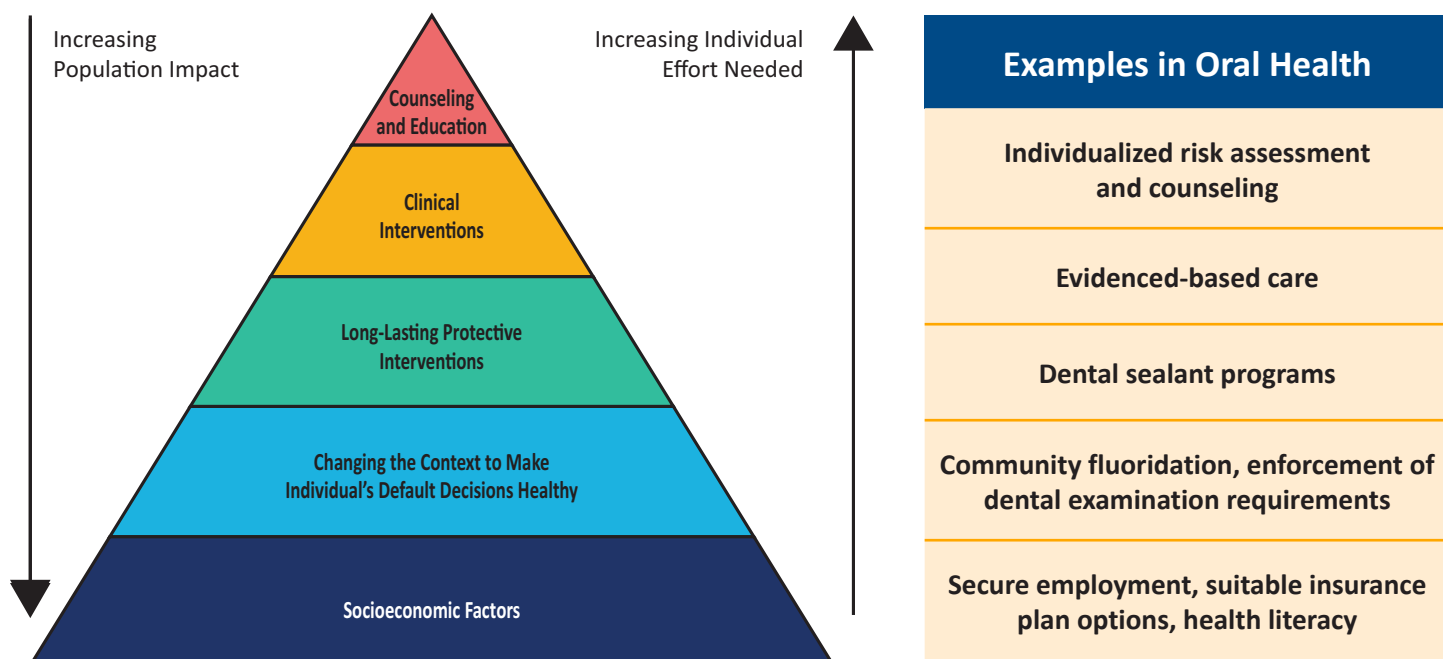 Increasing
Population Impact
Increasing Individual
Effort Needed
Counseling
and Education
Clinical
Interventions
Long-Lasting Protective
Interventions
Changing the Context to Make
Individual’s Default Decisions Healthy
Socioeconomic Factors
Examples in Oral Health
Individualized risk assessment
and counseling
Evidenced-based care
Dental sealant programs
Community fluoridation, enforcement of
dental examination requirements
Secure employment, suitable insurance
plan options, health literacy